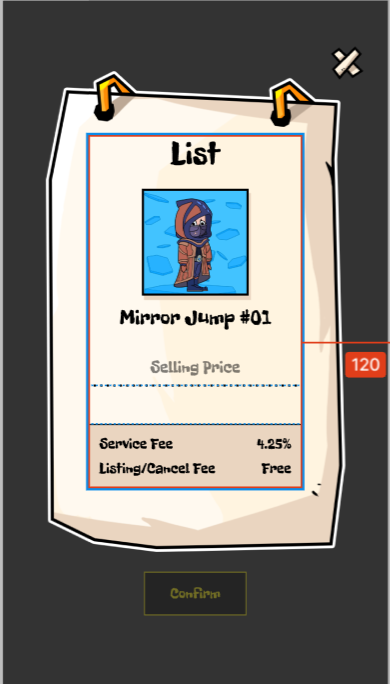 List
Mirror Jump #01
120
Selling Price
Service Fee 4.25%
Listing/Cancel Fee Free
Confirm